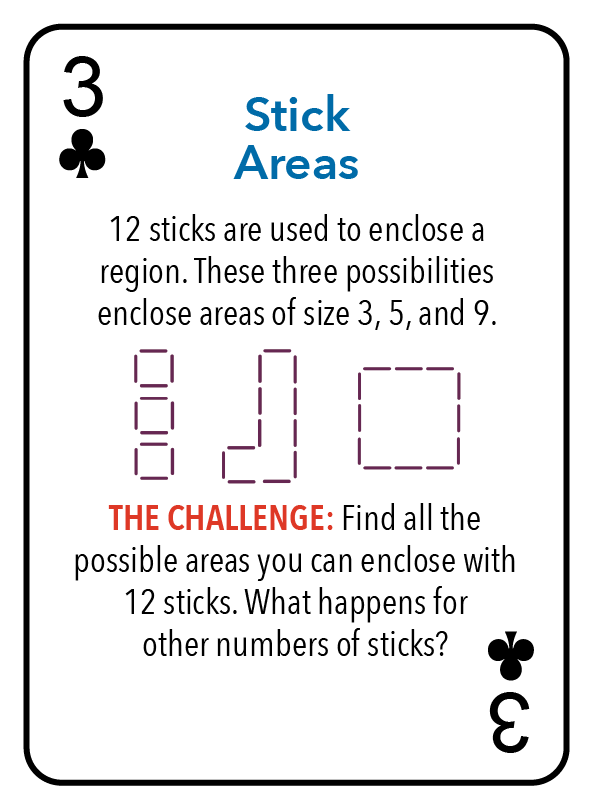 3
Stick
Areas
12 sticks are used to enclose a
region. These three possibilities
enclose areas of size 3, 5, and 9.
THE CHALLENGE: Find all the
possible areas you can enclose with
12 sticks. What happens for
other numbers of sticks?
3